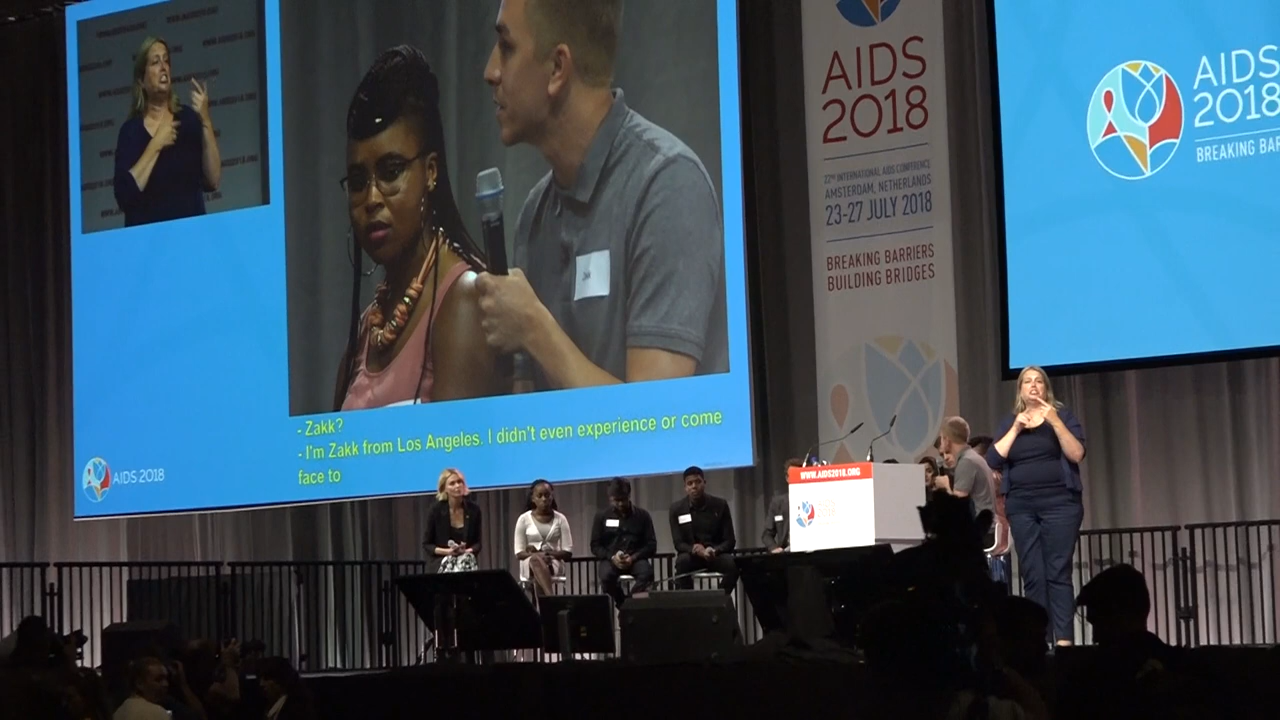 - Zakk?
- I'm Zakk from Los Angeles. I didn't even experience or come
face to
AIDS 2018
AIDS
2018
22ND INTERNATIONAL AIDS CONFERENCE
AMSTERDAM, NETHERLANDS
23-27 JULY 2018
BREAKING BARRIERS
BUILDING BRIDGES
AIDS
2018
BREAKING BAR
WWW.AIDS2018.ORG